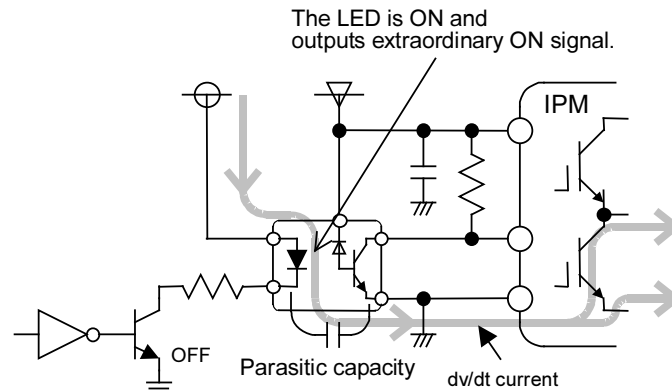 The LED is ON and
outputs extraordinary ON signal.
IPM
OFF
Parasitic capacity
dv/dt current